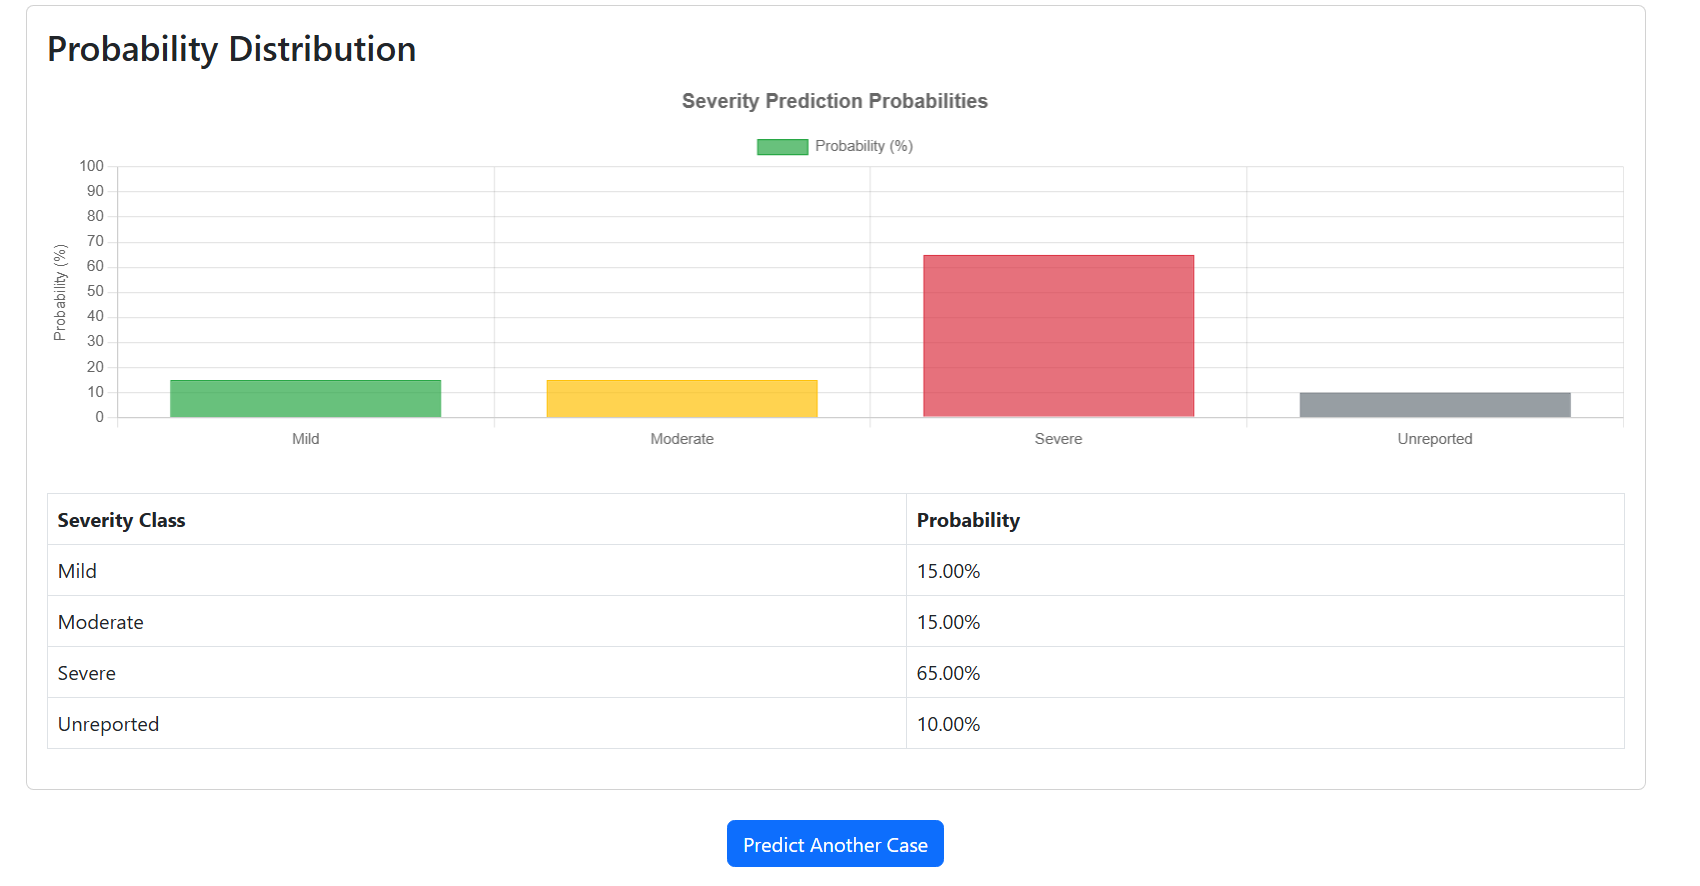 Probability Distribution
Severity Prediction Probabilities
Probability (%)
Probability (%)
100
90
80
70
60
50
40
30
20
10
0
Mild Moderate Severe Unreported
Severity Class Probability
Mild 15.00%
Moderate 15.00%
Severe 65.00%
Unreported 10.00%
Predict Another Case